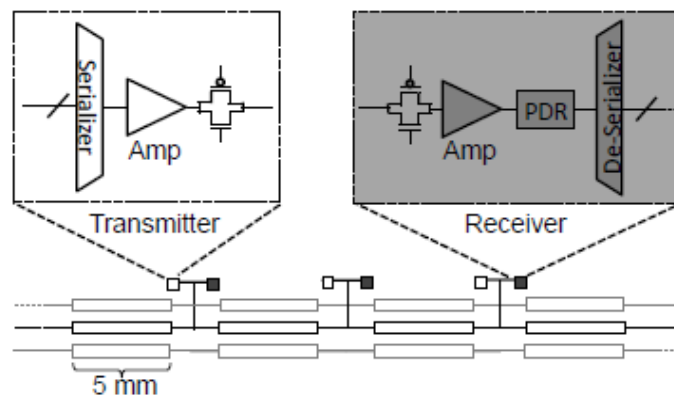 Serializer
Amp
Transmitter
Amp
PDR
De-Serializer
Receiver
5 mm